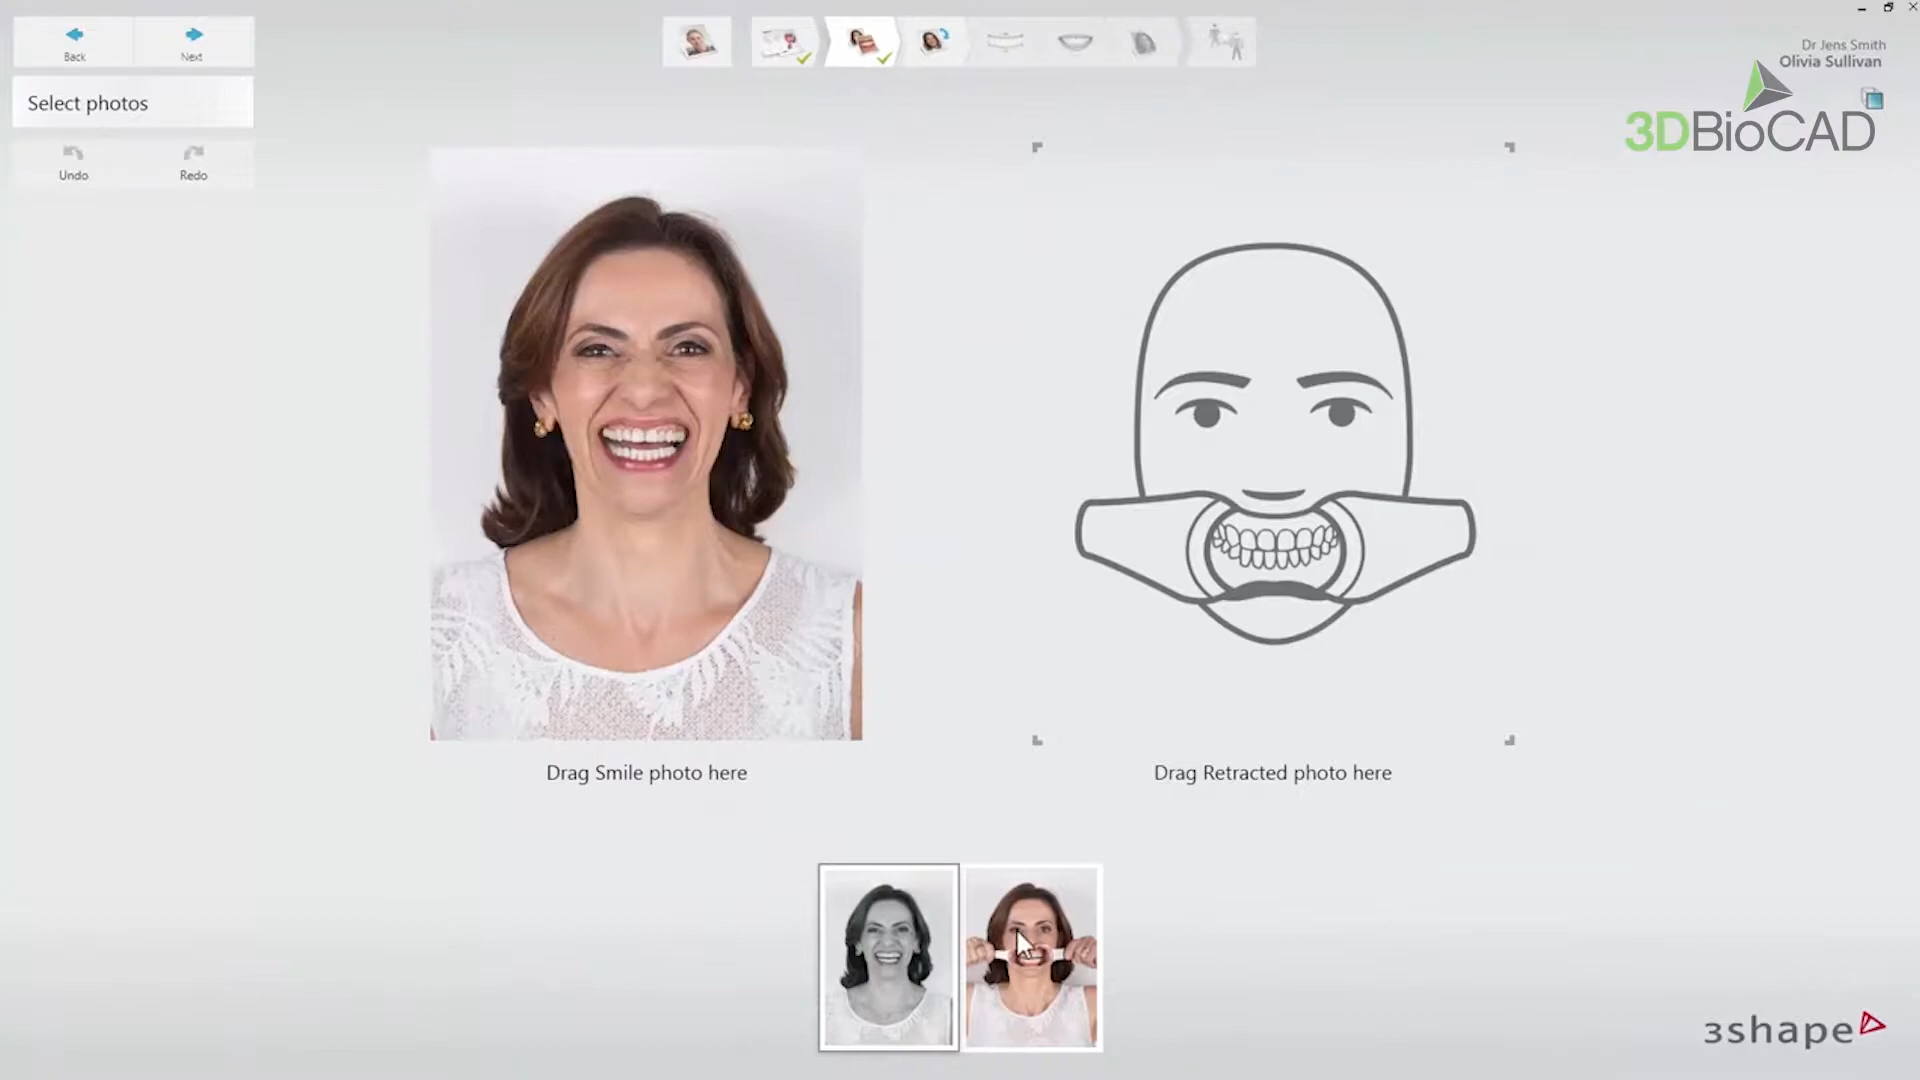 Back
Next
Select photos
Undo
Redo
Dr Jens Smith
Olivia Sullivan
3DBioCAD
Drag Smile photo here
Drag Retracted photo here
3shape